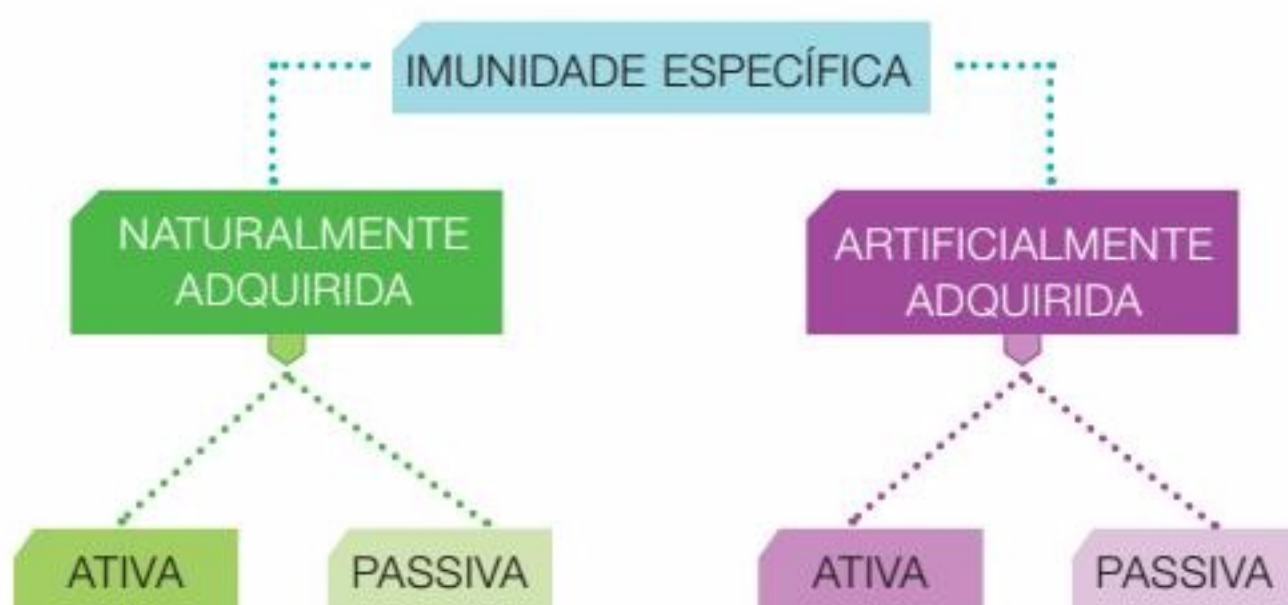 IMUNIDADE ESPECÍFICA
NATURALMENTE
ADQUIRIDA
ARTIFICIALMENTE
ADQUIRIDA
ATIVA
PASSIVA
ATIVA
PASSIVA